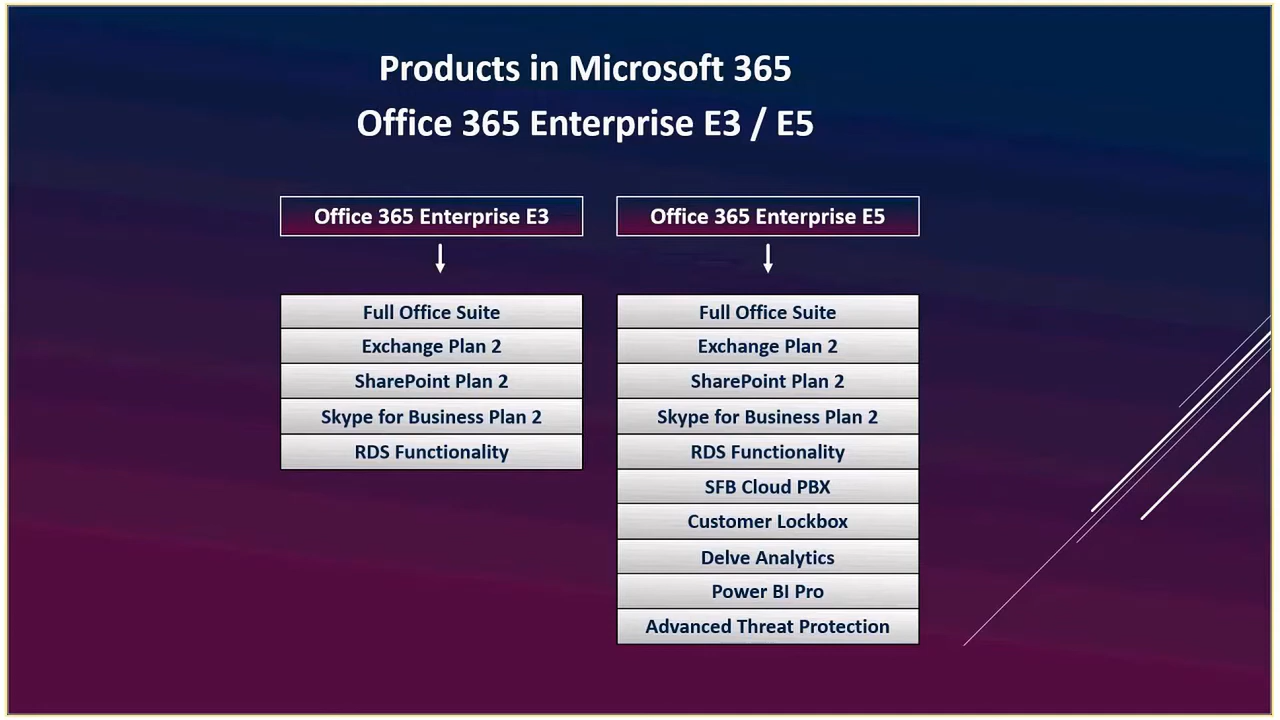 Products in Microsoft 365
Office 365 Enterprise E3 / E5
Office 365 Enterprise E3
Full Office Suite
Exchange Plan 2
SharePoint Plan 2
Skype for Business Plan 2
RDS Functionality
Office 365 Enterprise E5
Full Office Suite
Exchange Plan 2
SharePoint Plan 2
Skype for Business Plan 2
RDS Functionality
SFB Cloud PBX
Customer Lockbox
Delve Analytics
Power BI Pro
Advanced Threat Protection